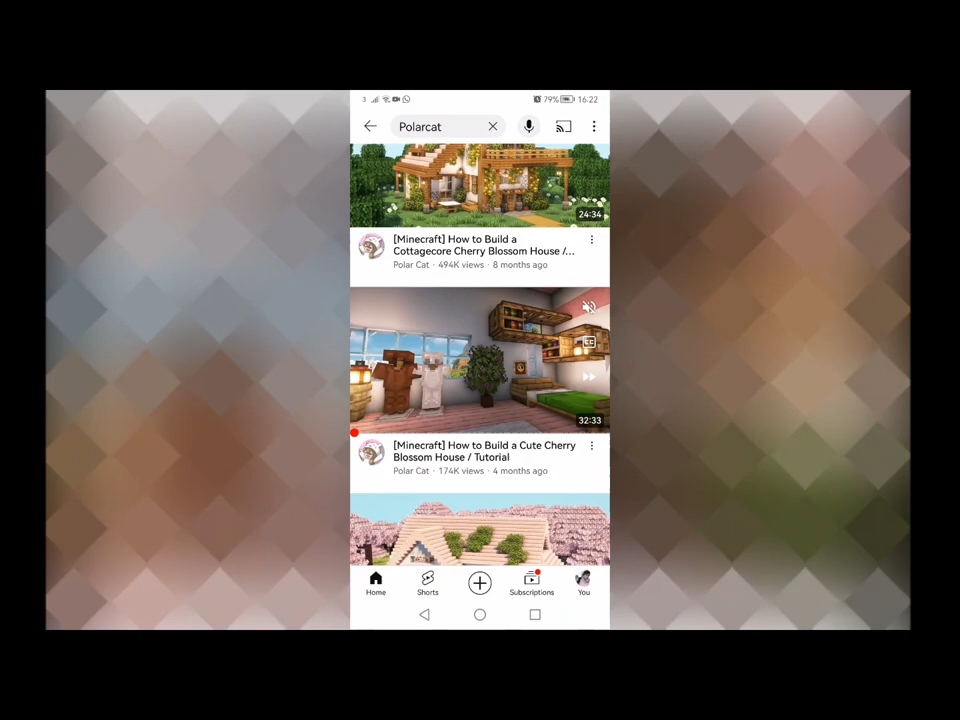 3 79% 16:22
Polarcat
24:34
[Minecraft] How to Build a
Cottagecore Cherry Blossom House /...
Polar Cat · 494K views · 8 months ago
CC
32:33
[Minecraft] How to Build a Cute Cherry
Blossom House / Tutorial
Polar Cat · 174K views · 4 months ago
Home Shorts Subscriptions You